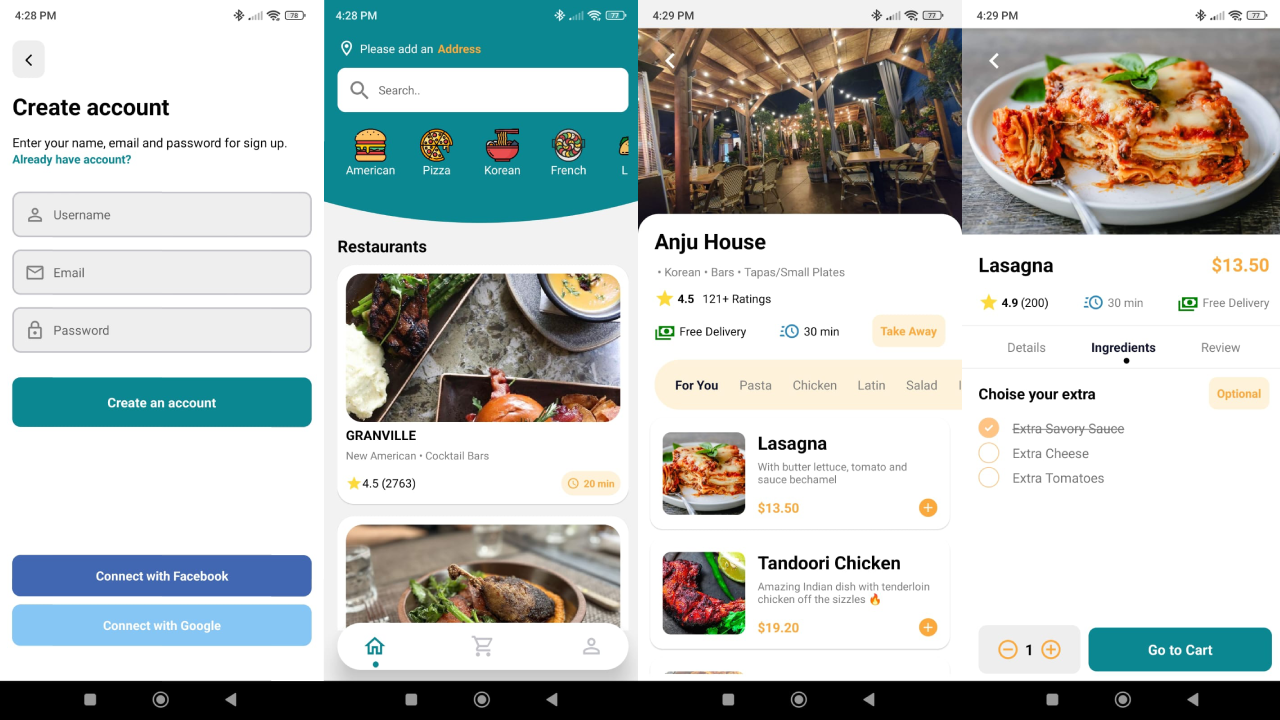 4:28 PM
78
Create account
Enter your name, email and password for sign up.
Already have account?
Username
Email
Password
Create an account
Connect with Facebook
Connect with Google
4:28 PM
77
Please add an Address
Search..
American
Pizza
Korean
French
L
Restaurants
GRANVILLE
New American • Cocktail Bars
4.5 (2763)
20 min
4:29 PM
77
Anju House
• Korean • Bars • Tapas/Small Plates
4.5 121+ Ratings
Free Delivery
30 min
Take Away
For You
Pasta
Chicken
Latin
Salad
Lasagna
With butter lettuce, tomato and
sauce bechamel
$13.50
Tandoori Chicken
Amazing Indian dish with tenderloin
chicken off the sizzles 🔥
$19.20
4:29 PM
77
Lasagna
$13.50
4.9 (200)
30 min
Free Delivery
Details
Ingredients
Review
Choise your extra
Optional
Extra Savory Sauce
Extra Cheese
Extra Tomatoes
1
Go to Cart